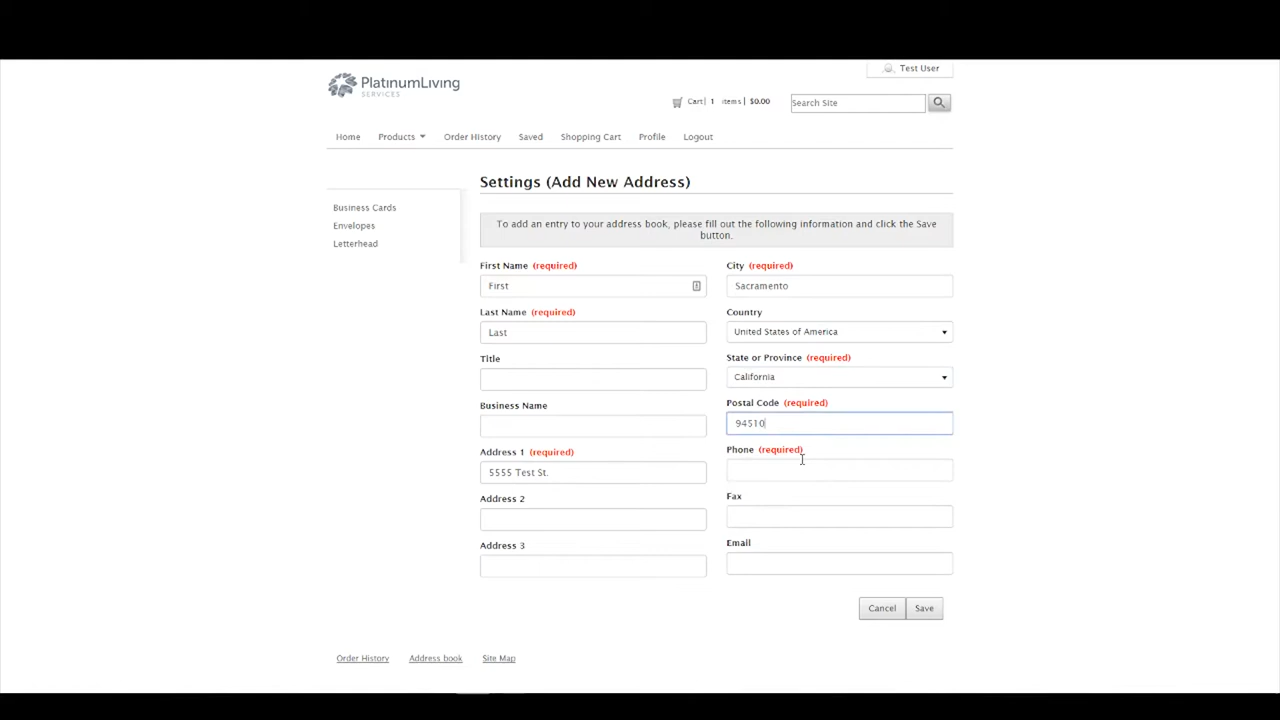 PlatinumLiving
SERVICES
Test User
Cart| 1 items | $0.00
Search Site
Home Products Order History Saved Shopping Cart Profile Logout
Business Cards
Envelopes
Letterhead
Settings (Add New Address)
To add an entry to your address book, please fill out the following information and click the Save
button.
First Name (required)
First
Last Name (required)
Last
Title
Business Name
Address 1 (required)
5555 Test St.
Address 2
Address 3
City (required)
Sacramento
Country
United States of America
State or Province (required)
California
Postal Code (required)
94510
Phone (required)
Fax
Email
Cancel Save
Order History Address book Site Map